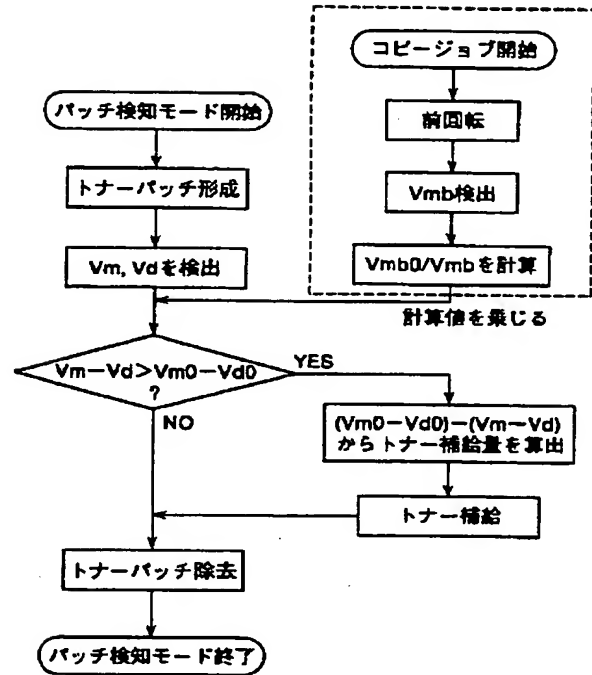 コピージョブ開始
前回転
Vmb検出
Vmb0/Vmbを計算
パッチ検知モード開始
トナーパッチ形成
Vm, Vdを検出
計算値を乗じる
Vm−Vd>Vm0−Vd0
?
YES
NO
(Vm0−Vd0)−(Vm−Vd)
からトナー補給量を算出
トナー補給
トナーパッチ除去
パッチ検知モード終了